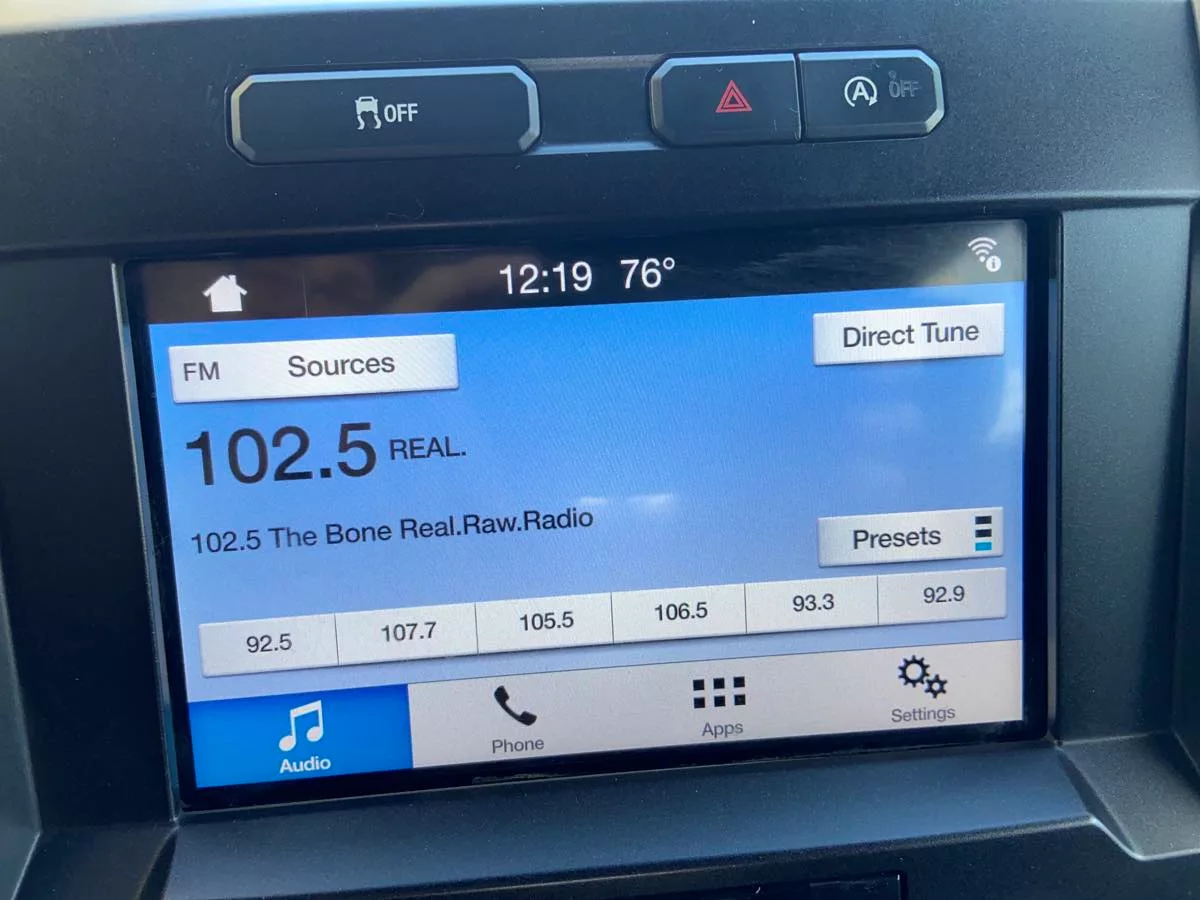 OFF
A OFF
12:19 76°
FM Sources
Direct Tune
102.5 REAL.
102.5 The Bone Real.Raw.Radio
Presets
92.5 107.7 105.5 106.5 93.3 92.9
Audio Phone Apps Settings